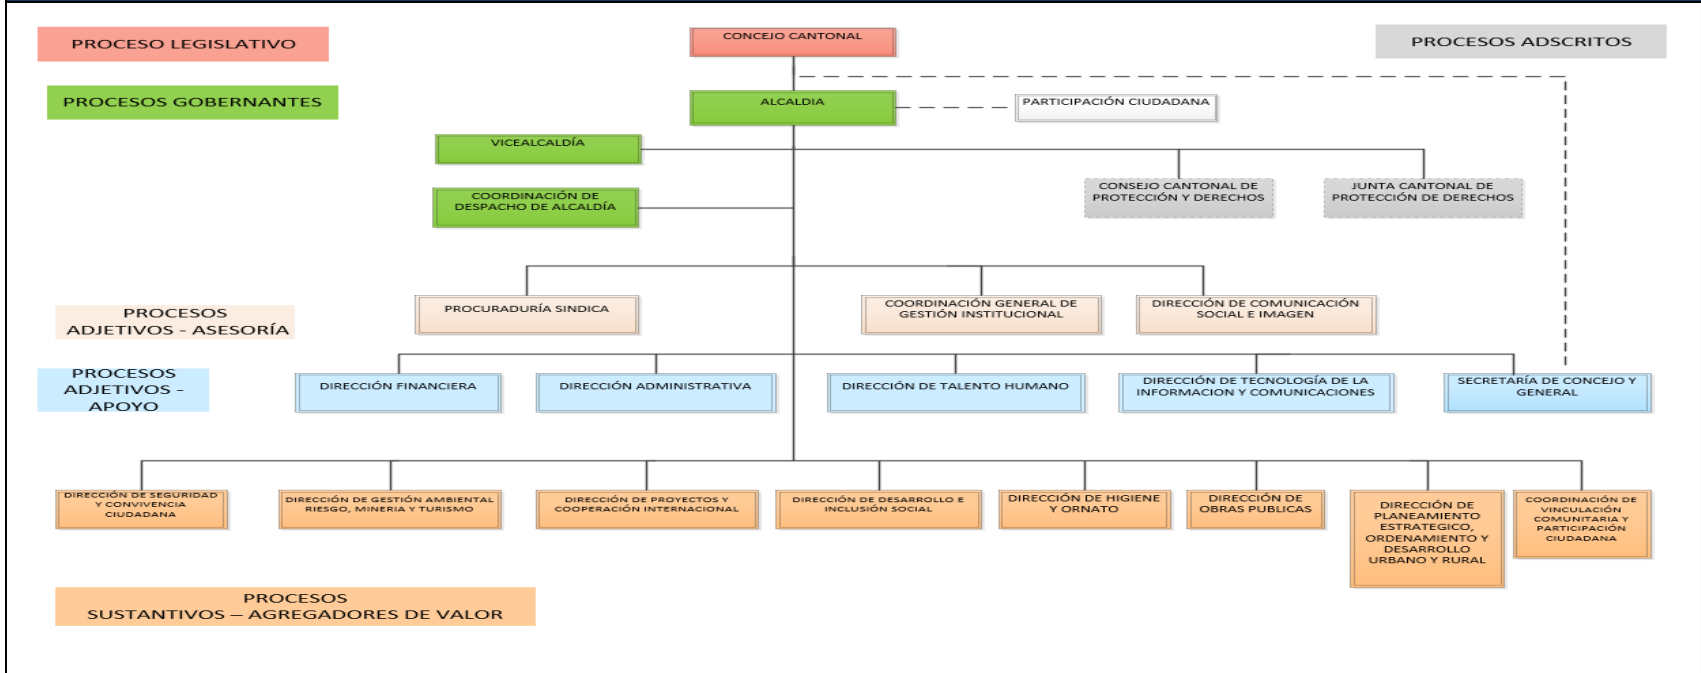 PROCESO LEGISLATIVO
CONCEJO CANTONAL
PROCESOS ADSCRITOS
PROCESOS GOBERNANTES
ALCALDIA
PARTICIPACIÓN CIUDADANA
VICEALCALDÍA
COORDINACIÓN DE
DESPACHO DE ALCALDÍA
CONSEJO CANTONAL DE
PROTECCIÓN Y DERECHOS
JUNTA CANTONAL DE
PROTECCIÓN DE DERECHOS
PROCESOS
ADJETIVOS - ASESORÍA
PROCURADURÍA SINDICA
COORDINACIÓN GENERAL DE
GESTIÓN INSTITUCIONAL
DIRECCIÓN DE COMUNICACIÓN
SOCIAL E IMAGEN
PROCESOS
ADJETIVOS -
APOYO
DIRECCIÓN FINANCIERA
DIRECCIÓN ADMINISTRATIVA
DIRECCIÓN DE TALENTO HUMANO
DIRECCIÓN DE TECNOLOGÍA DE LA
INFORMACION Y COMUNICACIONES
SECRETARÍA DE CONCEJO Y
GENERAL
DIRECCIÓN DE SEGURIDAD
Y CONVIVENCIA
CIUDADANA
DIRECCIÓN DE GESTIÓN AMBIENTAL
RIESGO, MINERIA Y TURISMO
DIRECCIÓN DE PROYECTOS Y
COOPERACIÓN INTERNACIONAL
DIRECCIÓN DE DESARROLLO E
INCLUSIÓN SOCIAL
DIRECCIÓN DE HIGIENE
Y ORNATO
DIRECCIÓN DE
OBRAS PUBLICAS
DIRECCIÓN DE
PLANEAMIENTO
ESTRATEGICO,
ORDENAMIENTO Y
DESARROLLO
URBANO Y RURAL
COORDINACIÓN DE
VINCULACIÓN
COMUNITARIA Y
PARTICIPACIÓN
CIUDADANA
PROCESOS
SUSTANTIVOS – AGREGADORES DE VALOR